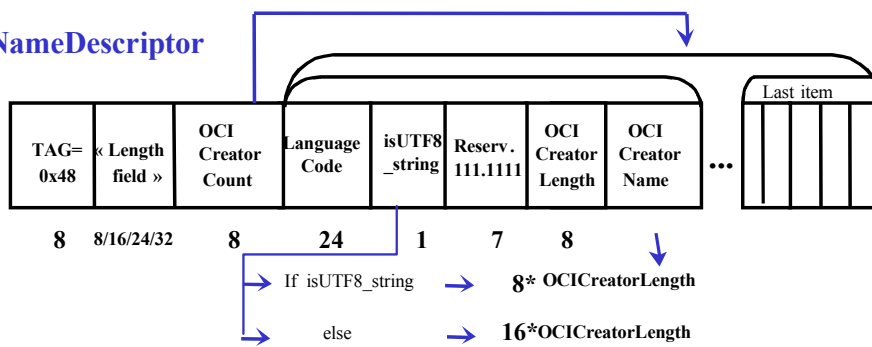 NameDescriptor
Last item
TAG=
0x48
« Length
field »
OCI
Creator
Count
Language
Code
isUTF8
_string
Reserv.
111.1111
OCI
Creator
Length
OCI
Creator
Name
...
8 8/16/24/32 8 24 1 7 8
If isUTF8_string 8* OCICreatorLength
else 16*OCICreatorLength